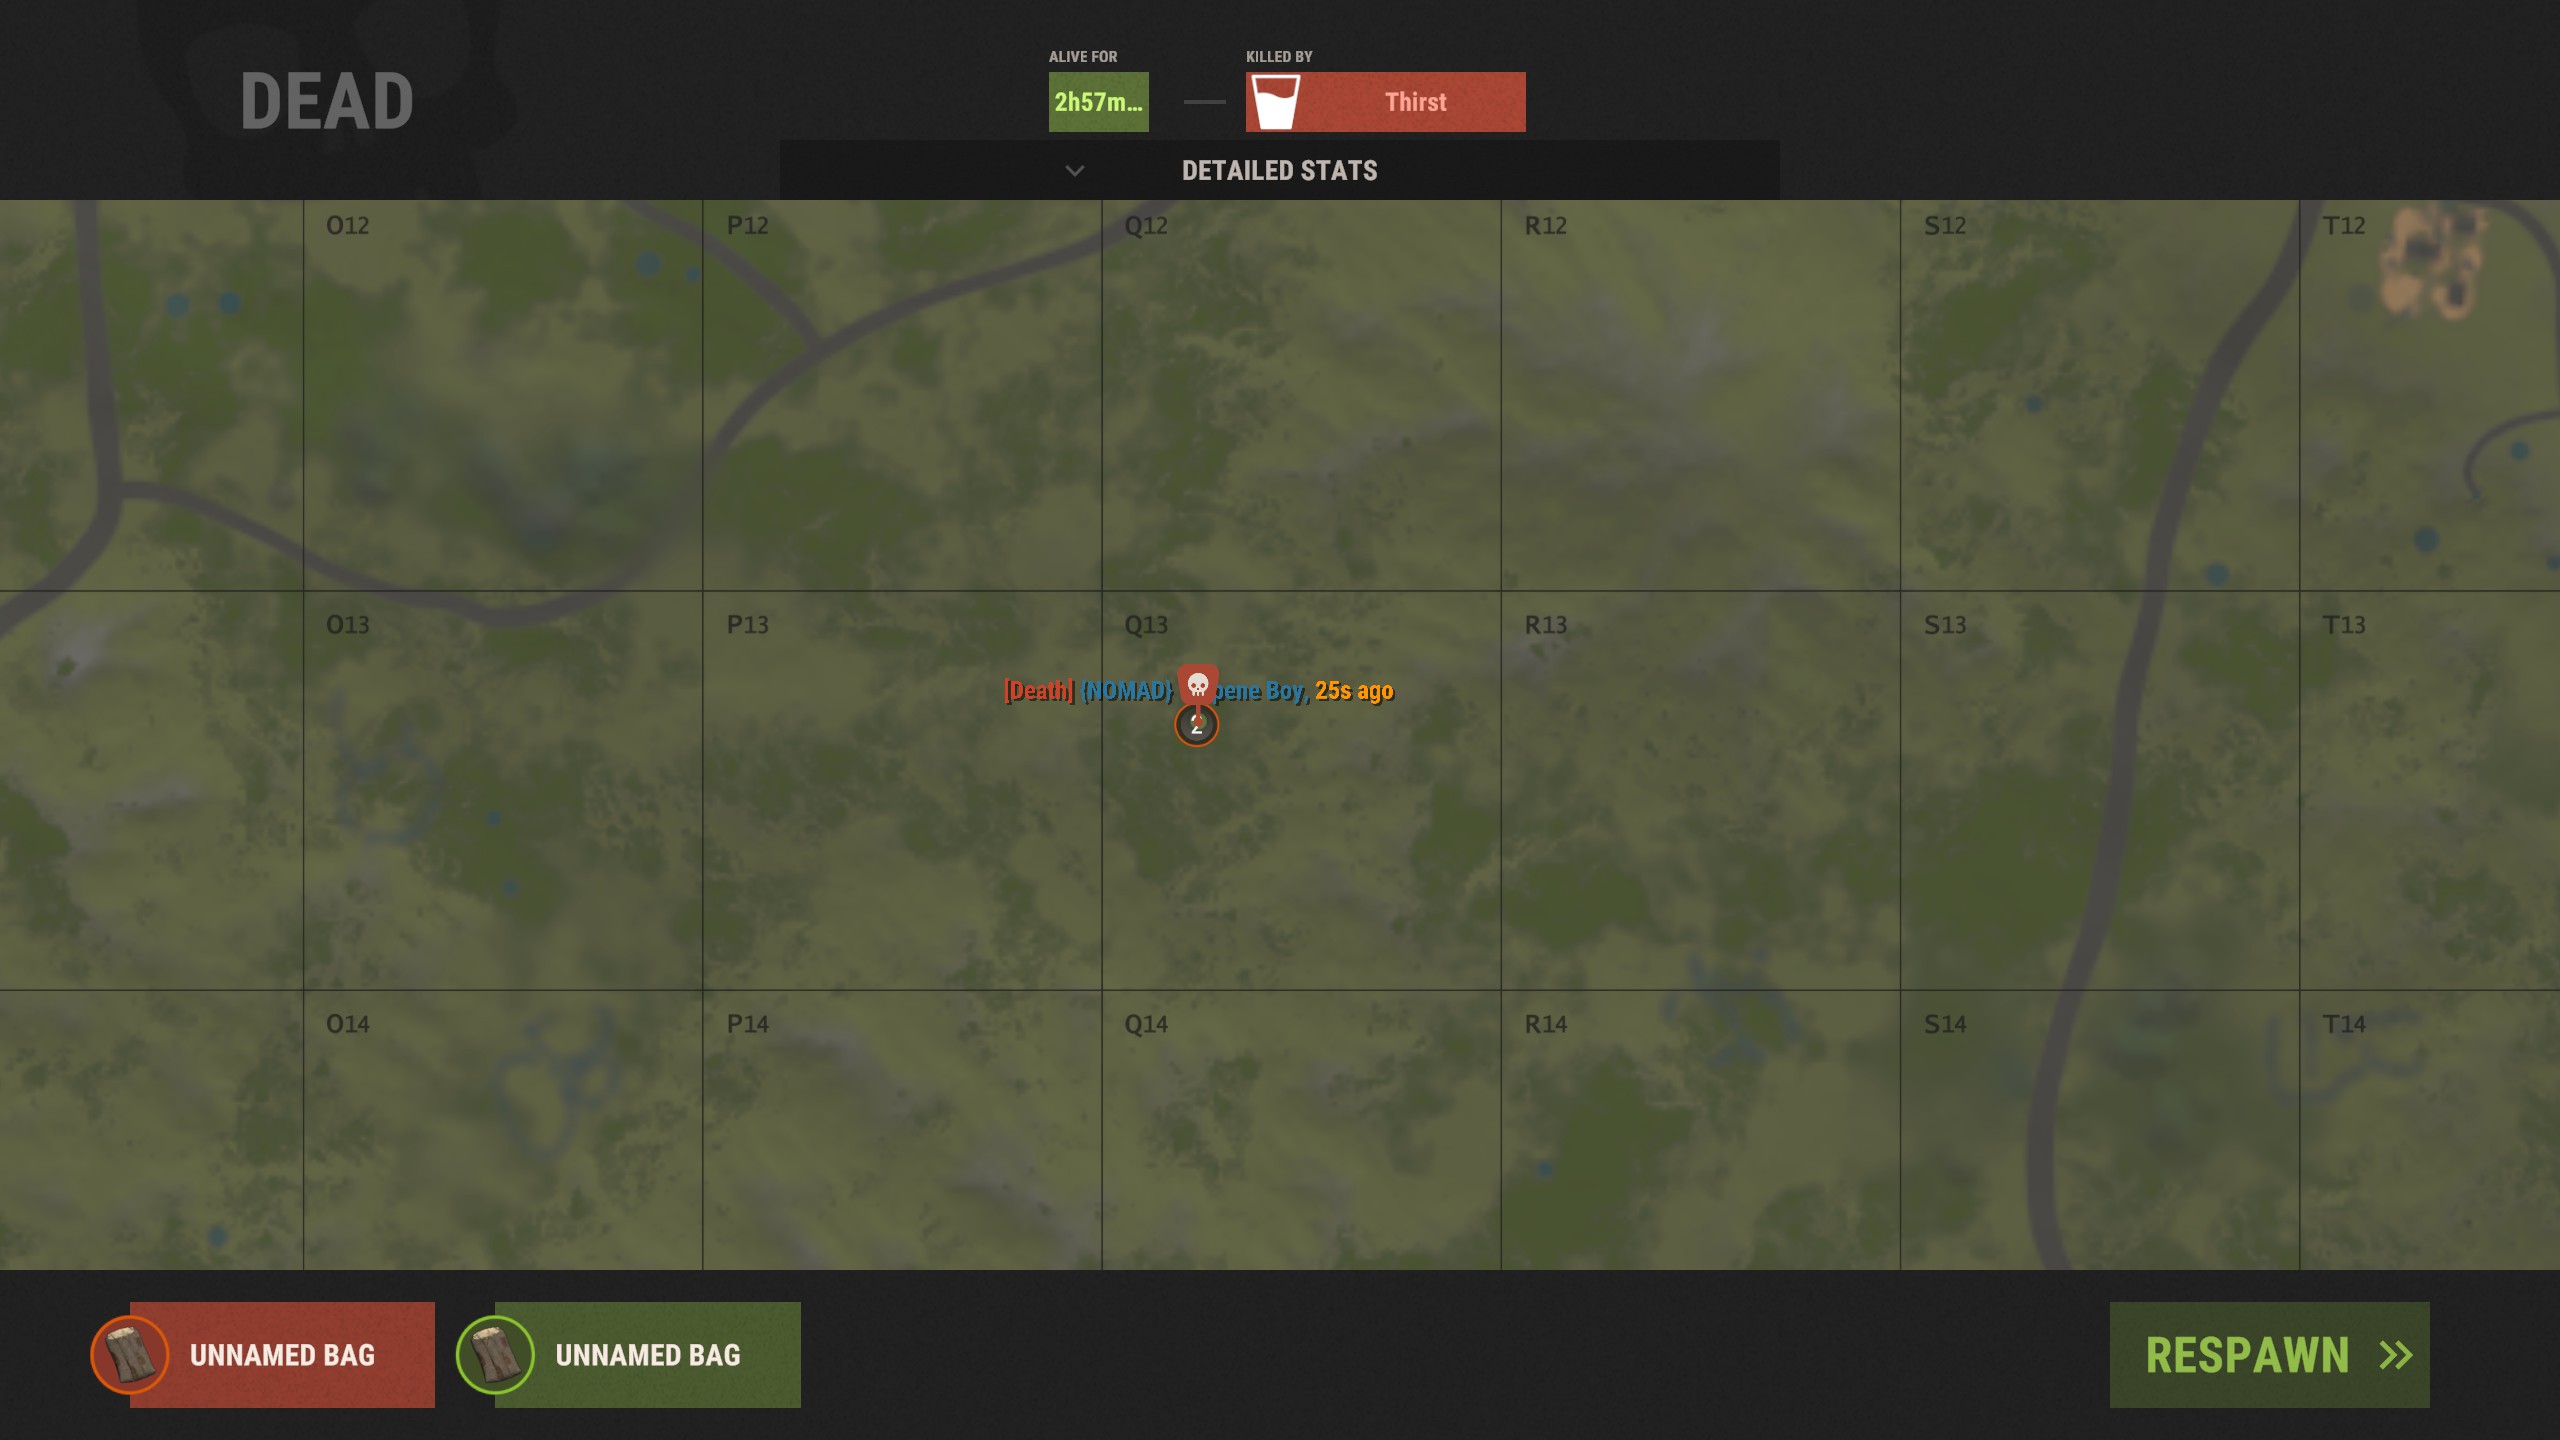 DEAD
ALIVE FOR
KILLED BY
2h57m...
Thirst
DETAILED STATS
O12
P12
Q12
R12
S12
T12
O13
P13
Q13
R13
S13
T13
[Death] {NOMAD} Boy, 25s ago
2
O14
P14
Q14
R14
S14
T14
UNNAMED BAG
UNNAMED BAG
RESPAWN